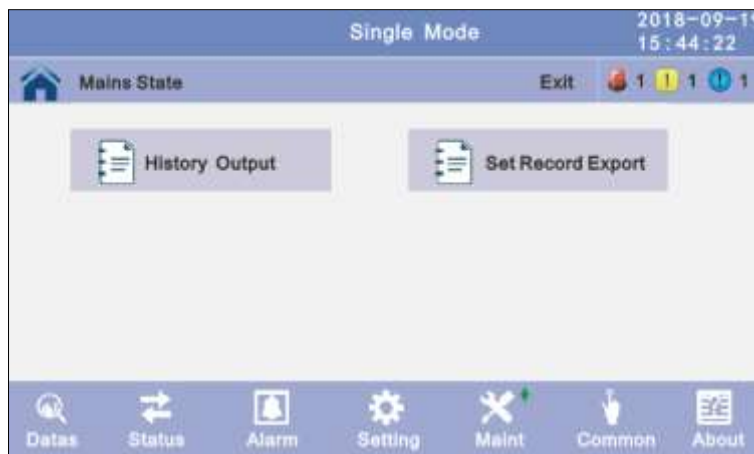 Single Mode
2018-09-19
15:44:22
Mains State
Exit
1
1
1
History Output
Set Record Export
Datas
Status
Alarm
Setting
Maint
Common
About